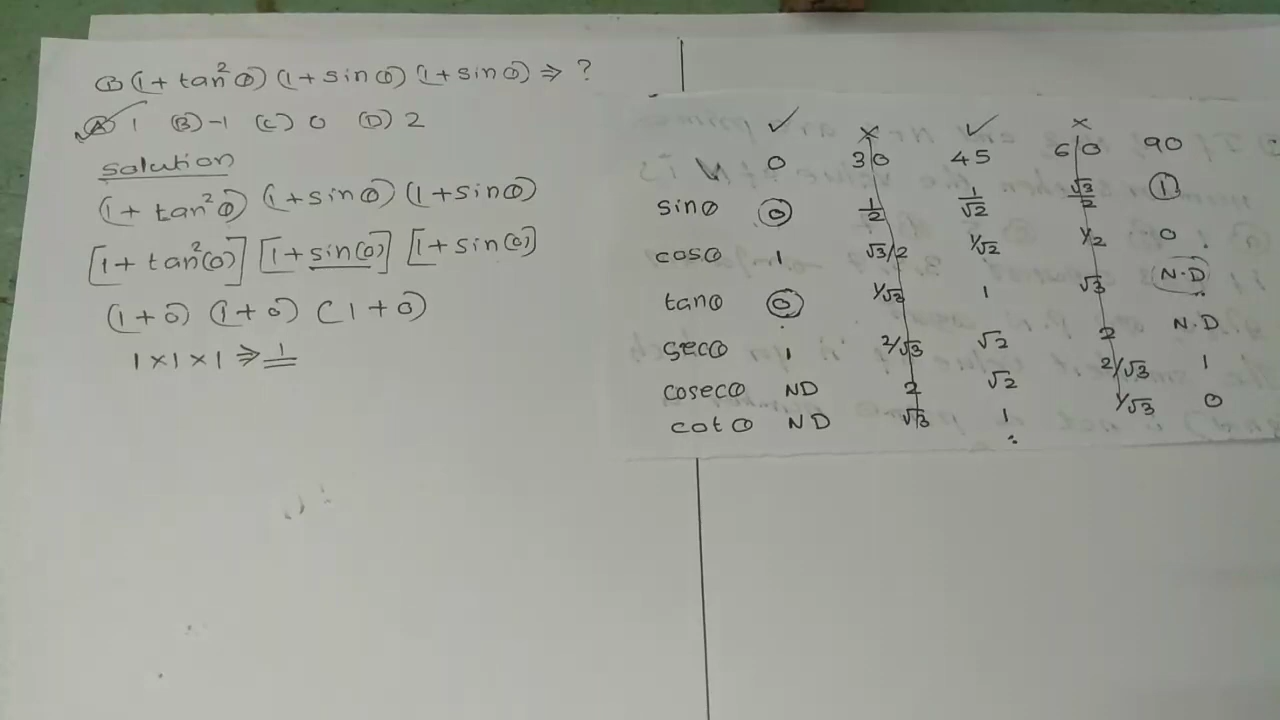 ① (1 + tan²θ) (1 + sinθ) (1 + sinθ) ⇒ ?
(A) 1 (B) -1 (C) 0 (D) 2
Solution
(1 + tan²θ) (1 + sinθ) (1 + sinθ)
[1 + tan²(0)] [1 + sin(0)] [1 + sin(0)]
(1+0) (1+0) (1+0)
1 × 1 × 1 ⇒ 1
✓ × ✓ ×
0 30 45 60 90
sinθ 0 1/2 1/√2 √3/2 1
cosθ 1 √3/2 1/√2 1/2 0
tanθ 0 1/√3 1 √3 N.D
secθ 1 2/√3 √2 2 N.D
cosecθ ND 2 √2 2/√3 1
cotθ ND √3 1 1/√3 0